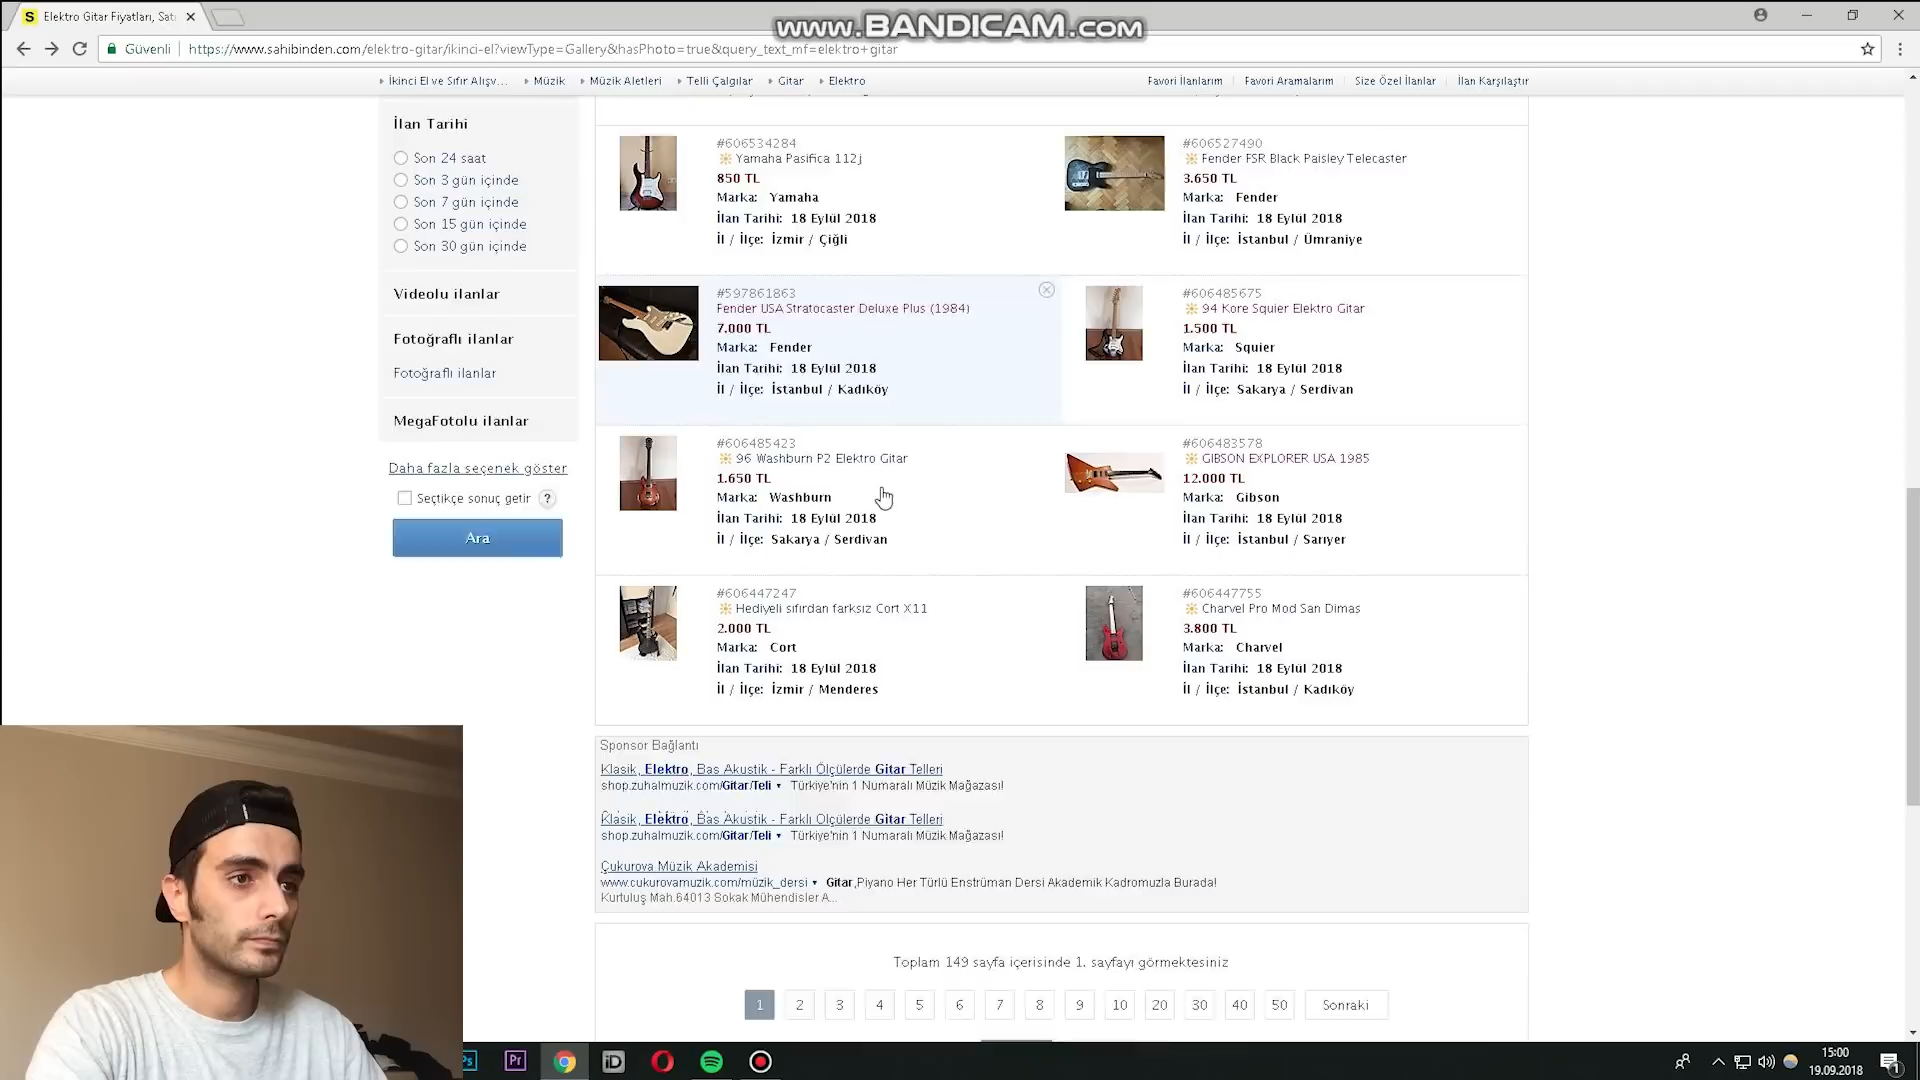 Elektro Gitar Fiyatları, Sat
www.BANDICAM.com
Güvenli
https://www.sahibinden.com/elektro-gitar/ikinci-el?viewType=Gallery&hasPhoto=true&query_text_mf=elektro+gitar
İkinci El ve Sıfır Alışv...
Müzik
Müzik Aletleri
Telli Çalgılar
Gitar
Elektro
Favori İlanlarım
Favori Aramalarım
Size Özel İlanlar
İlan Karşılaştır
İlan Tarihi
Son 24 saat
Son 3 gün içinde
Son 7 gün içinde
Son 15 gün içinde
Son 30 gün içinde
Videolu ilanlar
Fotoğraflı ilanlar
Fotoğraflı ilanlar
MegaFotolu ilanlar
Daha fazla seçenek göster
Seçtikçe sonuç getir ?
Ara
#606534284
Yamaha Pasifica 112j
850 TL
Marka: Yamaha
İlan Tarihi: 18 Eylül 2018
İl / İlçe: İzmir / Çiğli
#606527490
Fender FSR Black Paisley Telecaster
3.650 TL
Marka: Fender
İlan Tarihi: 18 Eylül 2018
İl / İlçe: İstanbul / Ümraniye
#597861863
Fender USA Stratocaster Deluxe Plus (1984)
7.000 TL
Marka: Fender
İlan Tarihi: 18 Eylül 2018
İl / İlçe: İstanbul / Kadıköy
#606485675
94 Kore Squier Elektro Gitar
1.500 TL
Marka: Squier
İlan Tarihi: 18 Eylül 2018
İl / İlçe: Sakarya / Serdivan
#606485423
96 Washburn P2 Elektro Gitar
1.650 TL
Marka: Washburn
İlan Tarihi: 18 Eylül 2018
İl / İlçe: Sakarya / Serdivan
#606483578
GIBSON EXPLORER USA 1985
12.000 TL
Marka: Gibson
İlan Tarihi: 18 Eylül 2018
İl / İlçe: İstanbul / Sarıyer
#606447247
Hediyeli sıfırdan farksız Cort X11
2.000 TL
Marka: Cort
İlan Tarihi: 18 Eylül 2018
İl / İlçe: İzmir / Menderes
#606447755
Charvel Pro Mod San Dimas
3.800 TL
Marka: Charvel
İlan Tarihi: 18 Eylül 2018
İl / İlçe: İstanbul / Kadıköy
Sponsor Bağlantı
Klasik, Elektro, Bas Akustik - Farklı Ölçülerde Gitar Telleri
shop.zuhalmuzik.com/Gitar/Teli Türkiye'nin 1 Numaralı Müzik Mağazası!
Klasik, Elektro, Bas Akustik - Farklı Ölçülerde Gitar Telleri
shop.zuhalmuzik.com/Gitar/Teli Türkiye'nin 1 Numaralı Müzik Mağazası!
Çukurova Müzik Akademisi
www.cukurovamuzik.com/müzik_dersi Gitar,Piyano Her Türlü Enstrüman Dersi Akademik Kadromuzla Burada!
Kurtuluş Mah.64013 Sokak Mühendisler A...
Toplam 149 sayfa içerisinde 1. sayfayı görmektesiniz
1 2 3 4 5 6 7 8 9 10 20 30 40 50 Sonraki
Ps
Pr
iD
15:00
19.09.2018
1